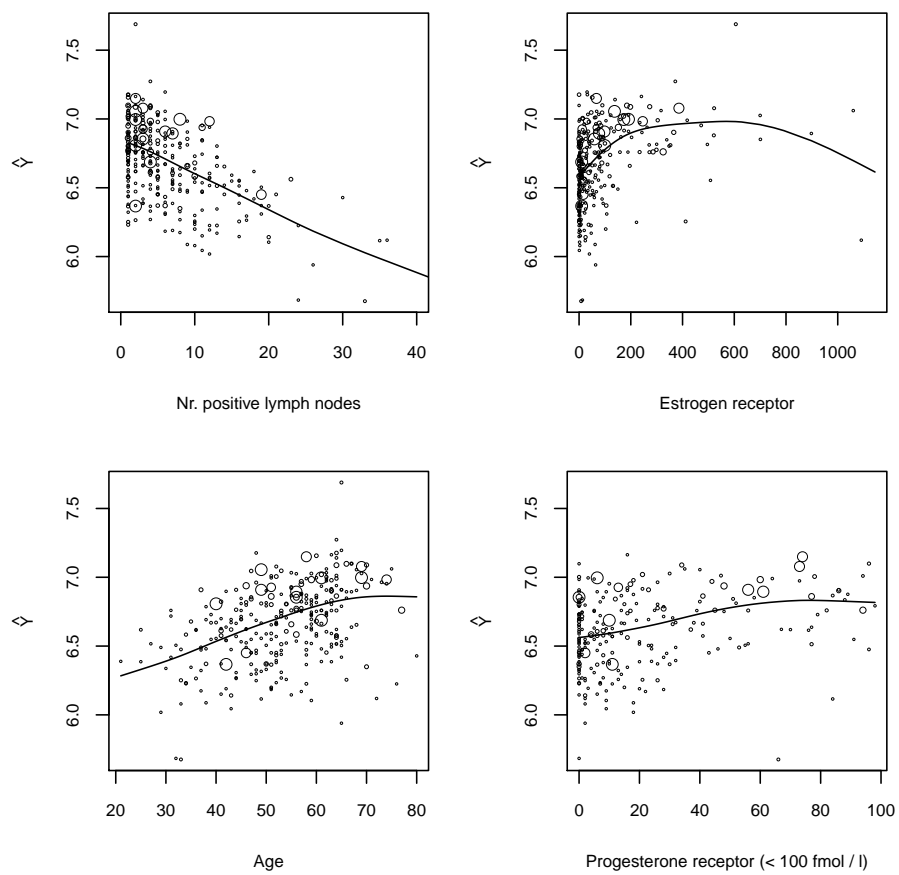 7.5
7.0
6.5
6.0
Ŷ
0 10 20 30 40
Nr. positive lymph nodes
7.5
7.0
6.5
6.0
Ŷ
0 200 400 600 800 1000
Estrogen receptor
7.5
7.0
6.5
6.0
Ŷ
20 30 40 50 60 70 80
Age
7.5
7.0
6.5
6.0
Ŷ
0 20 40 60 80 100
Progesterone receptor (< 100 fmol / l)